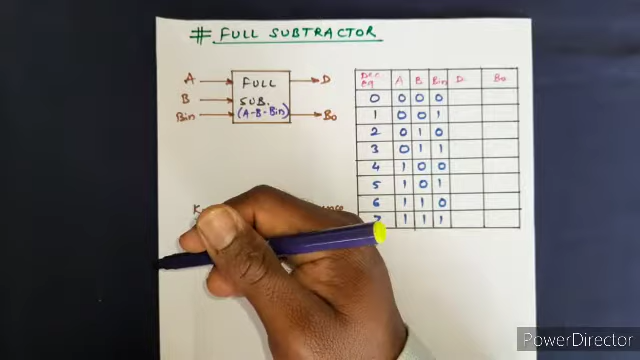 # FULL SUBTRACTOR
A
B
Bin
FULL
SUB.
(A-B-Bin)
D
Bo
Dec eq A B Bin D Bo
0 0 0 0
1 0 0 1
2 0 1 0
3 0 1 1
4 1 0 0
5 1 0 1
6 1 1 0
7 1 1 1
PowerDirector